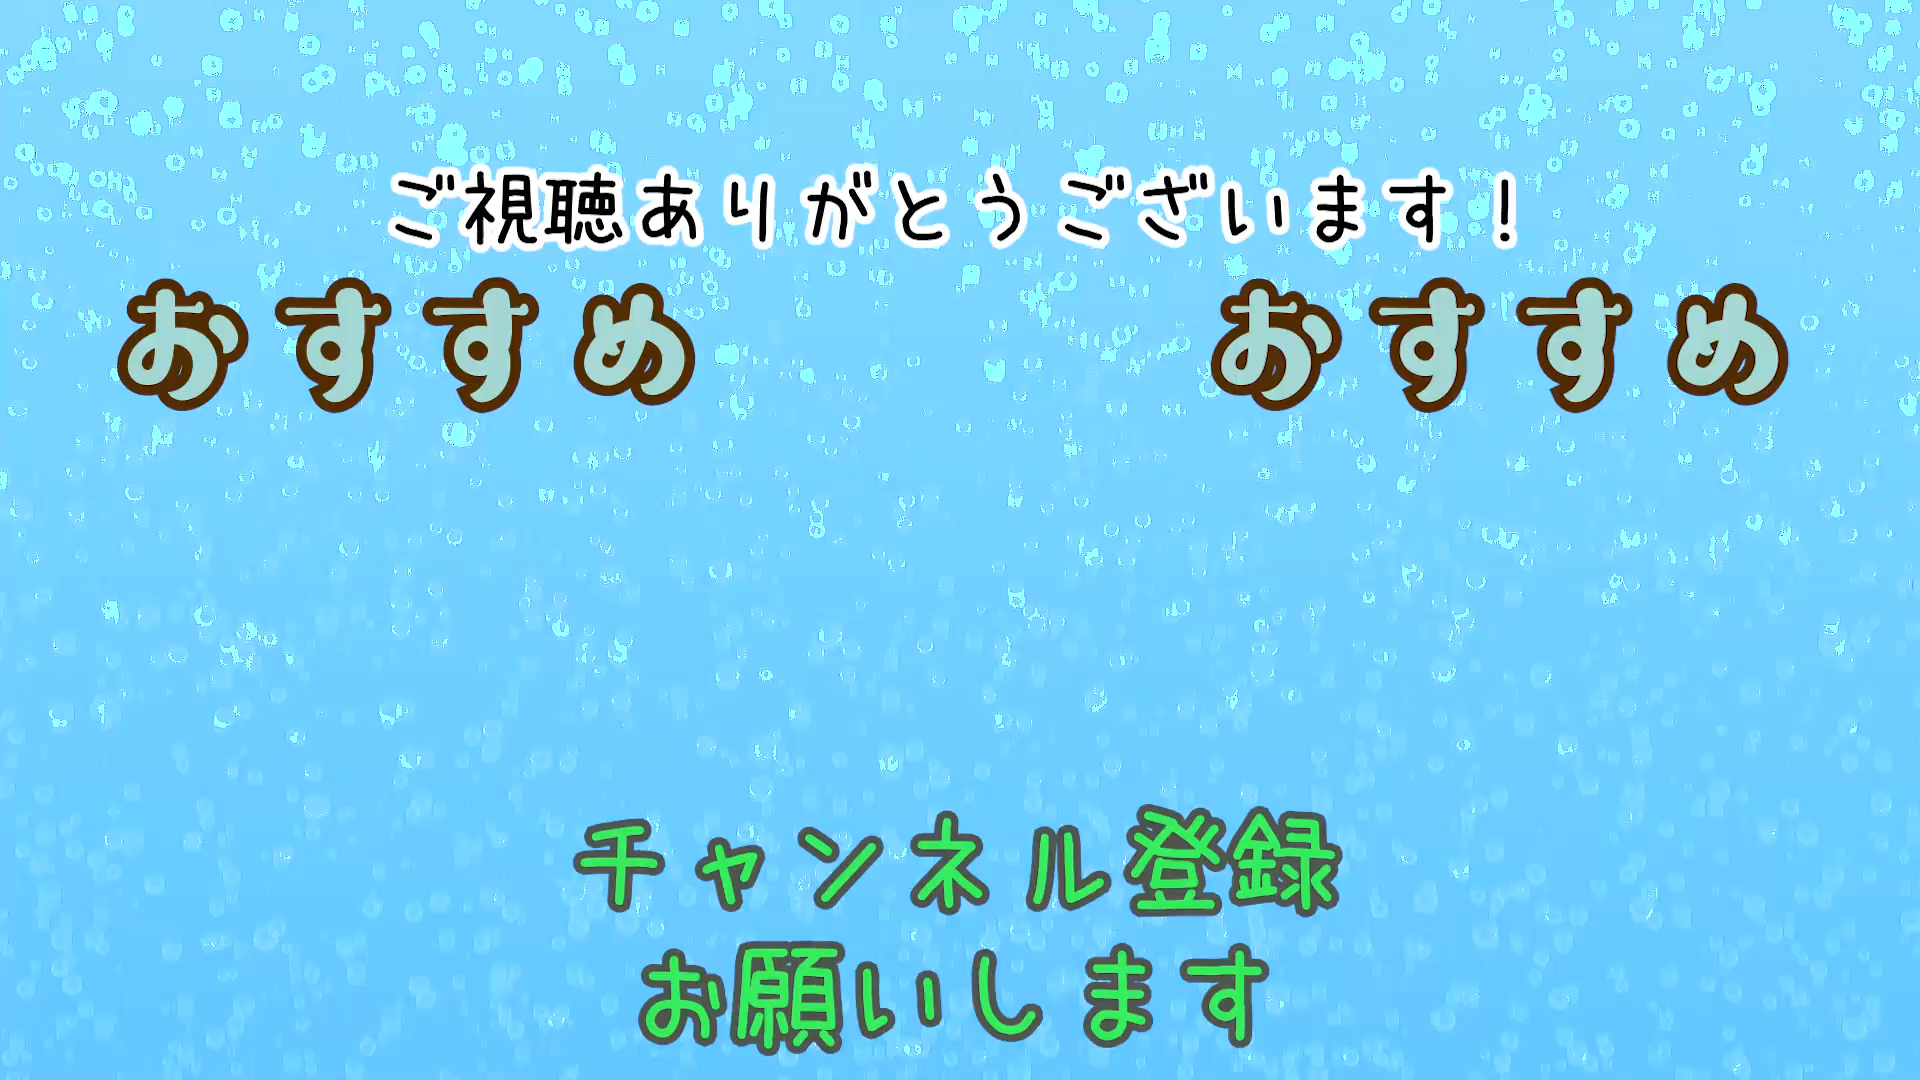 ご視聴ありがとうございます！
おすすめ
おすすめ
チャンネル登録
お願いします